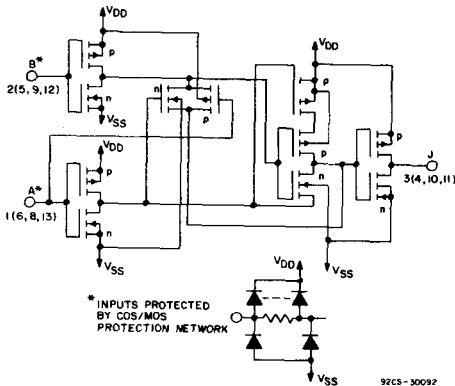 VDD
VDD
B*
p
p
2(5, 9, 12)
n
n
p
p
VSS
VDD
p
p
J
A*
p
n
n
3(4, 10, 11)
1(6, 8, 13)
n
VSS
VSS
VSS
VDD
* INPUTS PROTECTED
BY COS/MOS
PROTECTION NETWORK
VSS
92CS-30092